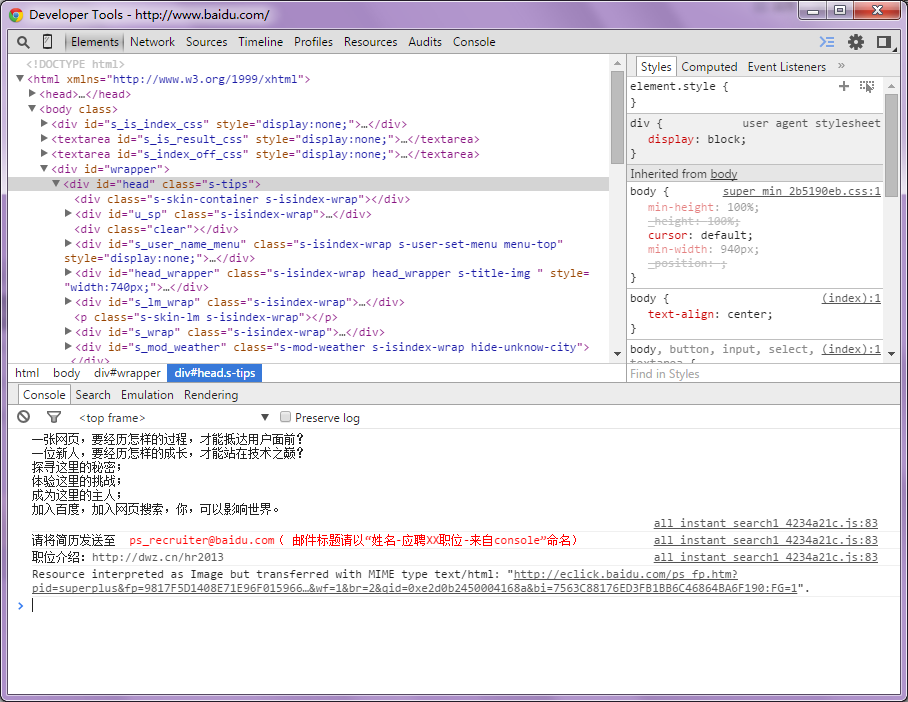 Developer Tools - http://www.baidu.com/
Elements Network Sources Timeline Profiles Resources Audits Console
<!DOCTYPE html>
▼<html xmlns="http://www.w3.org/1999/xhtml">
▶<head>…</head>
▼<body class>
▶<div id="s_is_index_css" style="display:none;">…</div>
▶<textarea id="s_is_result_css" style="display:none;">…</textarea>
▶<textarea id="s_index_off_css" style="display:none;">…</textarea>
▼<div id="wrapper">
▼<div id="head" class="s-tips">
<div class="s-skin-container s-isindex-wrap"></div>
▶<div id="u_sp" class="s-isindex-wrap">…</div>
<div class="clear"></div>
▶<div id="s_user_name_menu" class="s-isindex-wrap s-user-set-menu menu-top"
style="display:none;">…</div>
▶<div id="head_wrapper" class="s-isindex-wrap head_wrapper s-title-img " style=
"width:740px;">…</div>
▶<div id="s_lm_wrap" class="s-isindex-wrap">…</div>
<p class="s-skin-lm s-isindex-wrap"></p>
▶<div id="s_wrap" class="s-isindex-wrap">…</div>
▶<div id="s_mod_weather" class="s-mod-weather s-isindex-wrap hide-unknow-city">
</div>
html body div#wrapper div#head.s-tips
Styles Computed Event Listeners »
element.style {
}
div { user agent stylesheet
display: block;
}
Inherited from body
body { super_min_2b5190eb.css:1
min-height: 100%;
_height: 100%;
cursor: default;
min-width: 940px;
_position: ;
}
body { (index):1
text-align: center;
}
body, button, input, select, (index):1
textarea {
Find in Styles
Console Search Emulation Rendering
<top frame> ▼ Preserve log
一张网页，要经历怎样的过程，才能抵达用户面前？
一位新人，要经历怎样的成长，才能站在技术之巅？
探寻这里的秘密；
体验这里的挑战；
成为这里的主人；
加入百度，加入网页搜索，你，可以影响世界。
all_instant_search1_4234a21c.js:83
请将简历发送至 ps_recruiter@baidu.com（ 邮件标题请以“姓名-应聘XX职位-来自console”命名） all_instant_search1_4234a21c.js:83
职位介绍：http://dwz.cn/hr2013 all_instant_search1_4234a21c.js:83
Resource interpreted as Image but transferred with MIME type text/html: "http://eclick.baidu.com/ps_fp.htm?
pid=superplus&fp=9817F5D1408E71E96F015966…&wf=1&br=2&qid=0xe2d0b2450004168a&bi=7563C88176ED3FB1BB6C46864BA6F190:FG=1".
>